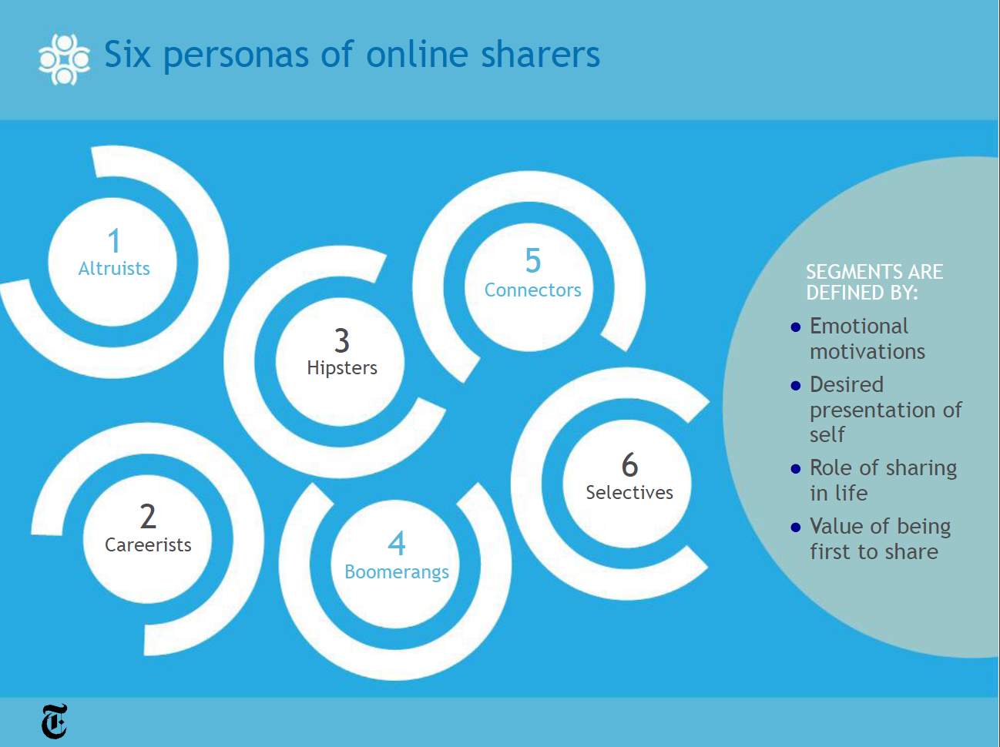 Six personas of online sharers
1
Altruists
2
Careerists
3
Hipsters
4
Boomerangs
5
Connectors
6
Selectives
SEGMENTS ARE
DEFINED BY:
● Emotional
motivations
● Desired
presentation of
self
● Role of sharing
in life
● Value of being
first to share
T